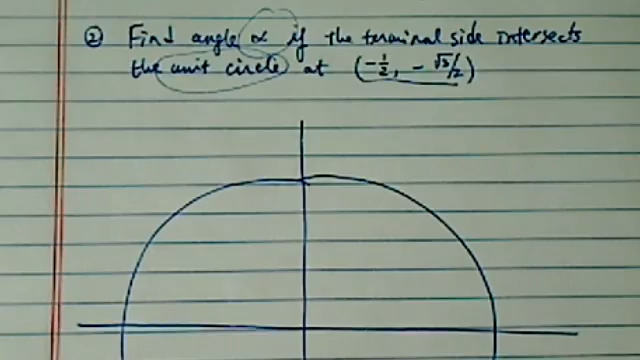 ② Find angle α if the terminal side intersects
the unit circle at (-1/2, -√3/2)